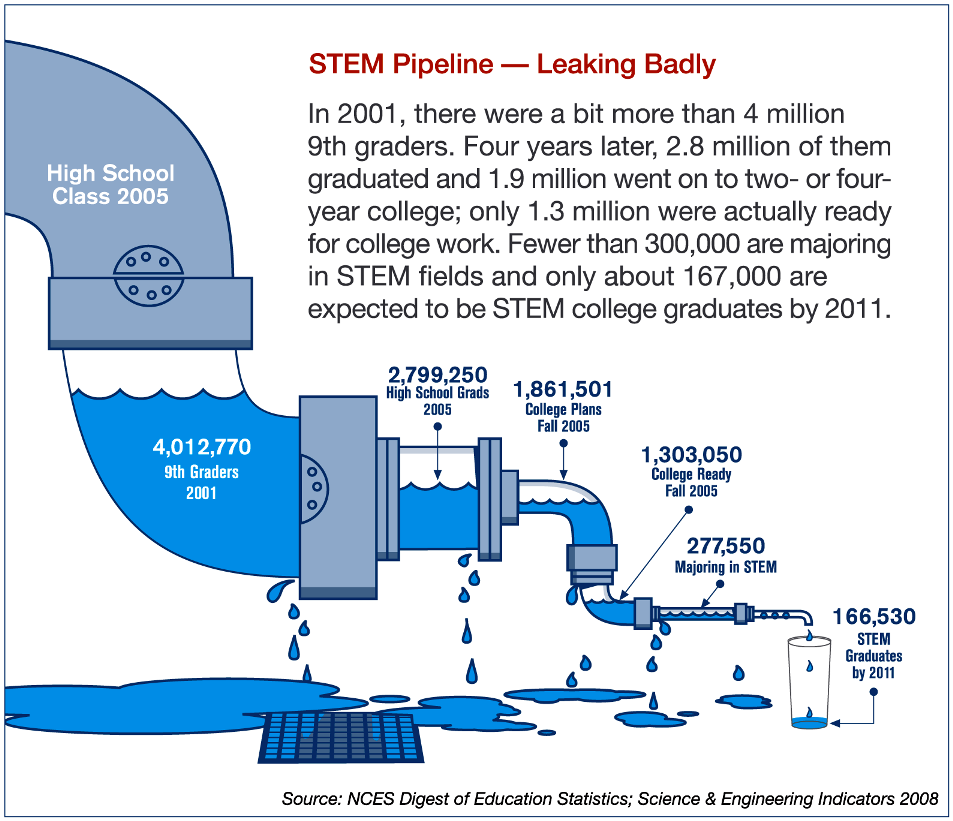 STEM Pipeline — Leaking Badly
In 2001, there were a bit more than 4 million
9th graders. Four years later, 2.8 million of them
graduated and 1.9 million went on to two- or four-
year college; only 1.3 million were actually ready
for college work. Fewer than 300,000 are majoring
in STEM fields and only about 167,000 are
expected to be STEM college graduates by 2011.
High School
Class 2005
4,012,770
9th Graders
2001
2,799,250
High School Grads
2005
1,861,501
College Plans
Fall 2005
1,303,050
College Ready
Fall 2005
277,550
Majoring in STEM
166,530
STEM
Graduates
by 2011
Source: NCES Digest of Education Statistics; Science & Engineering Indicators 2008